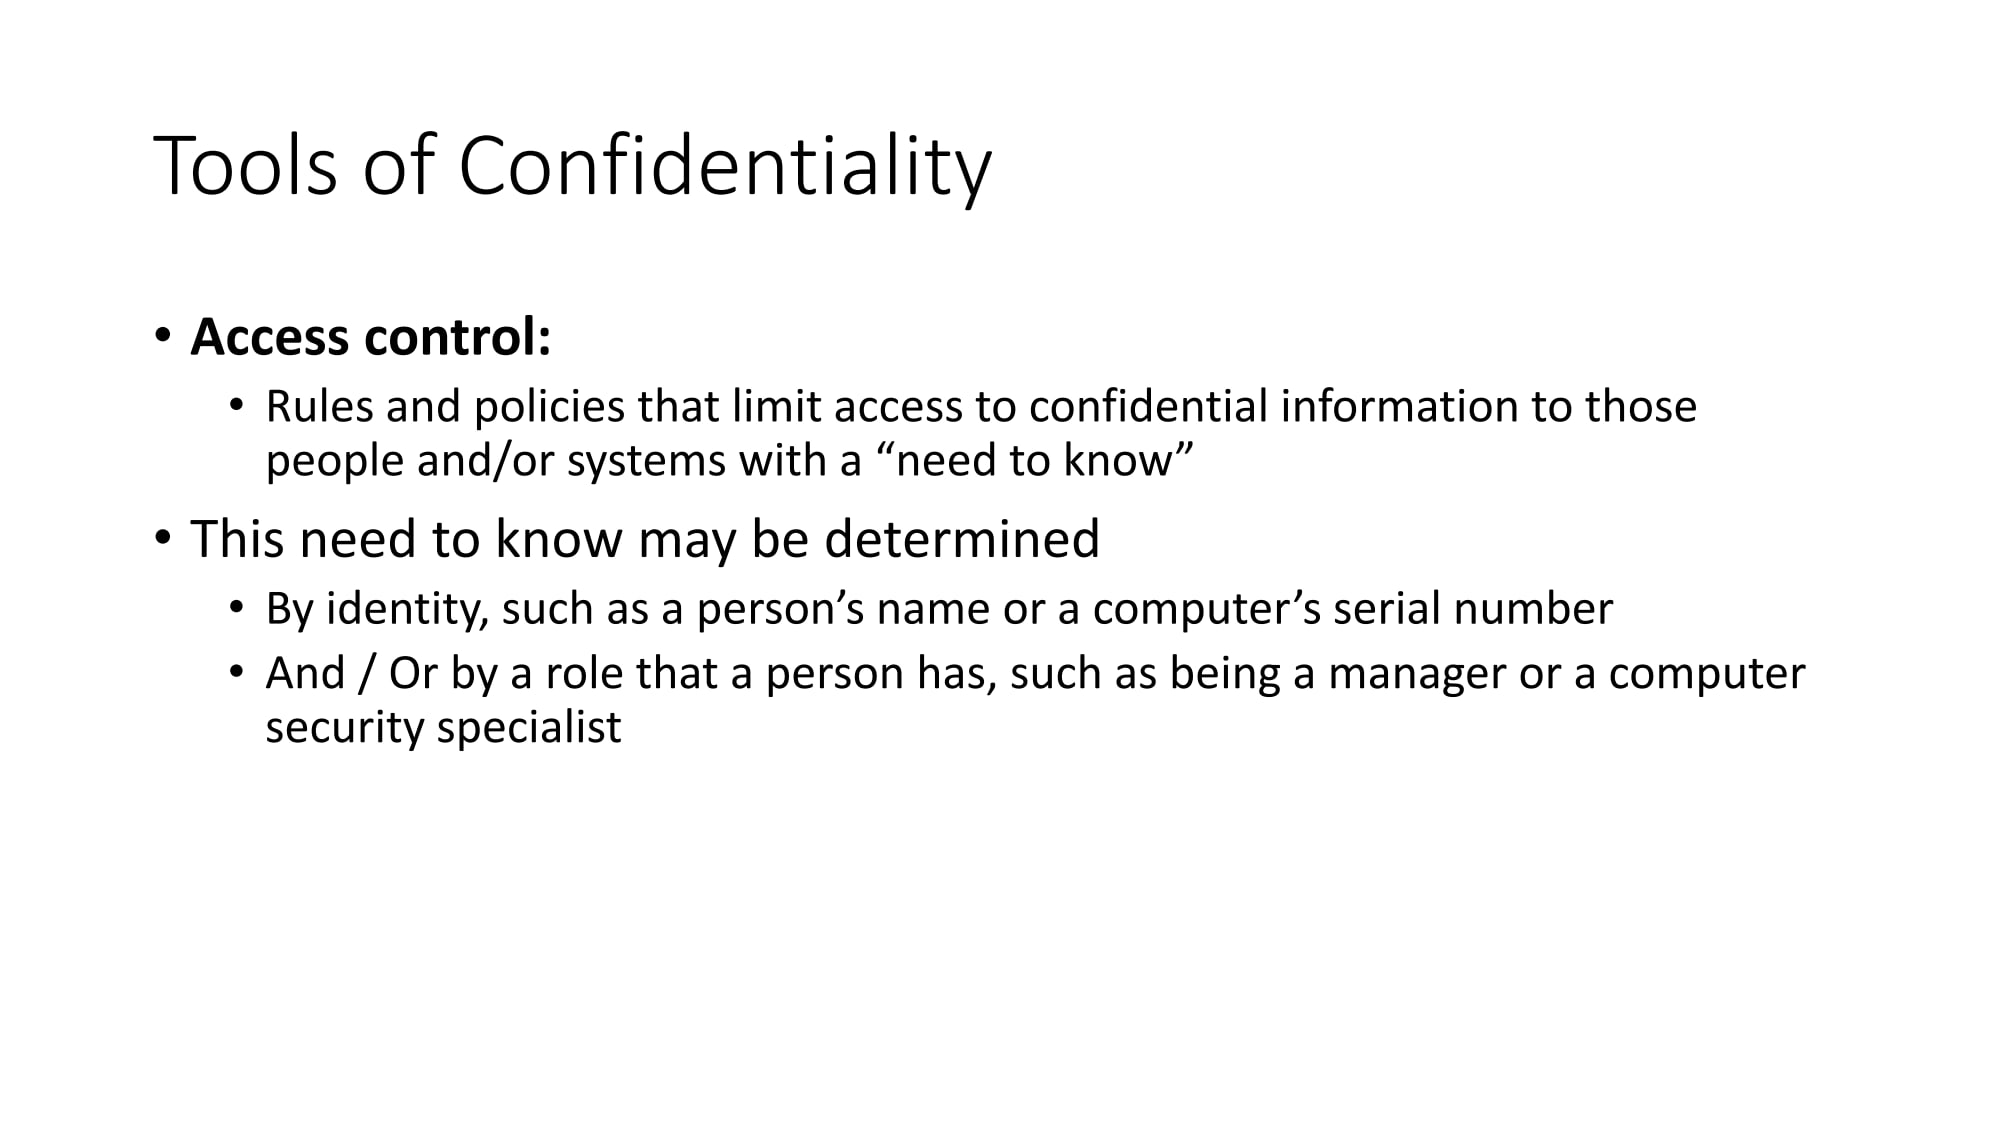 Tools of Confidentiality
• Access control:
• Rules and policies that limit access to confidential information to those
people and/or systems with a “need to know”
• This need to know may be determined
• By identity, such as a person’s name or a computer’s serial number
• And / Or by a role that a person has, such as being a manager or a computer
security specialist